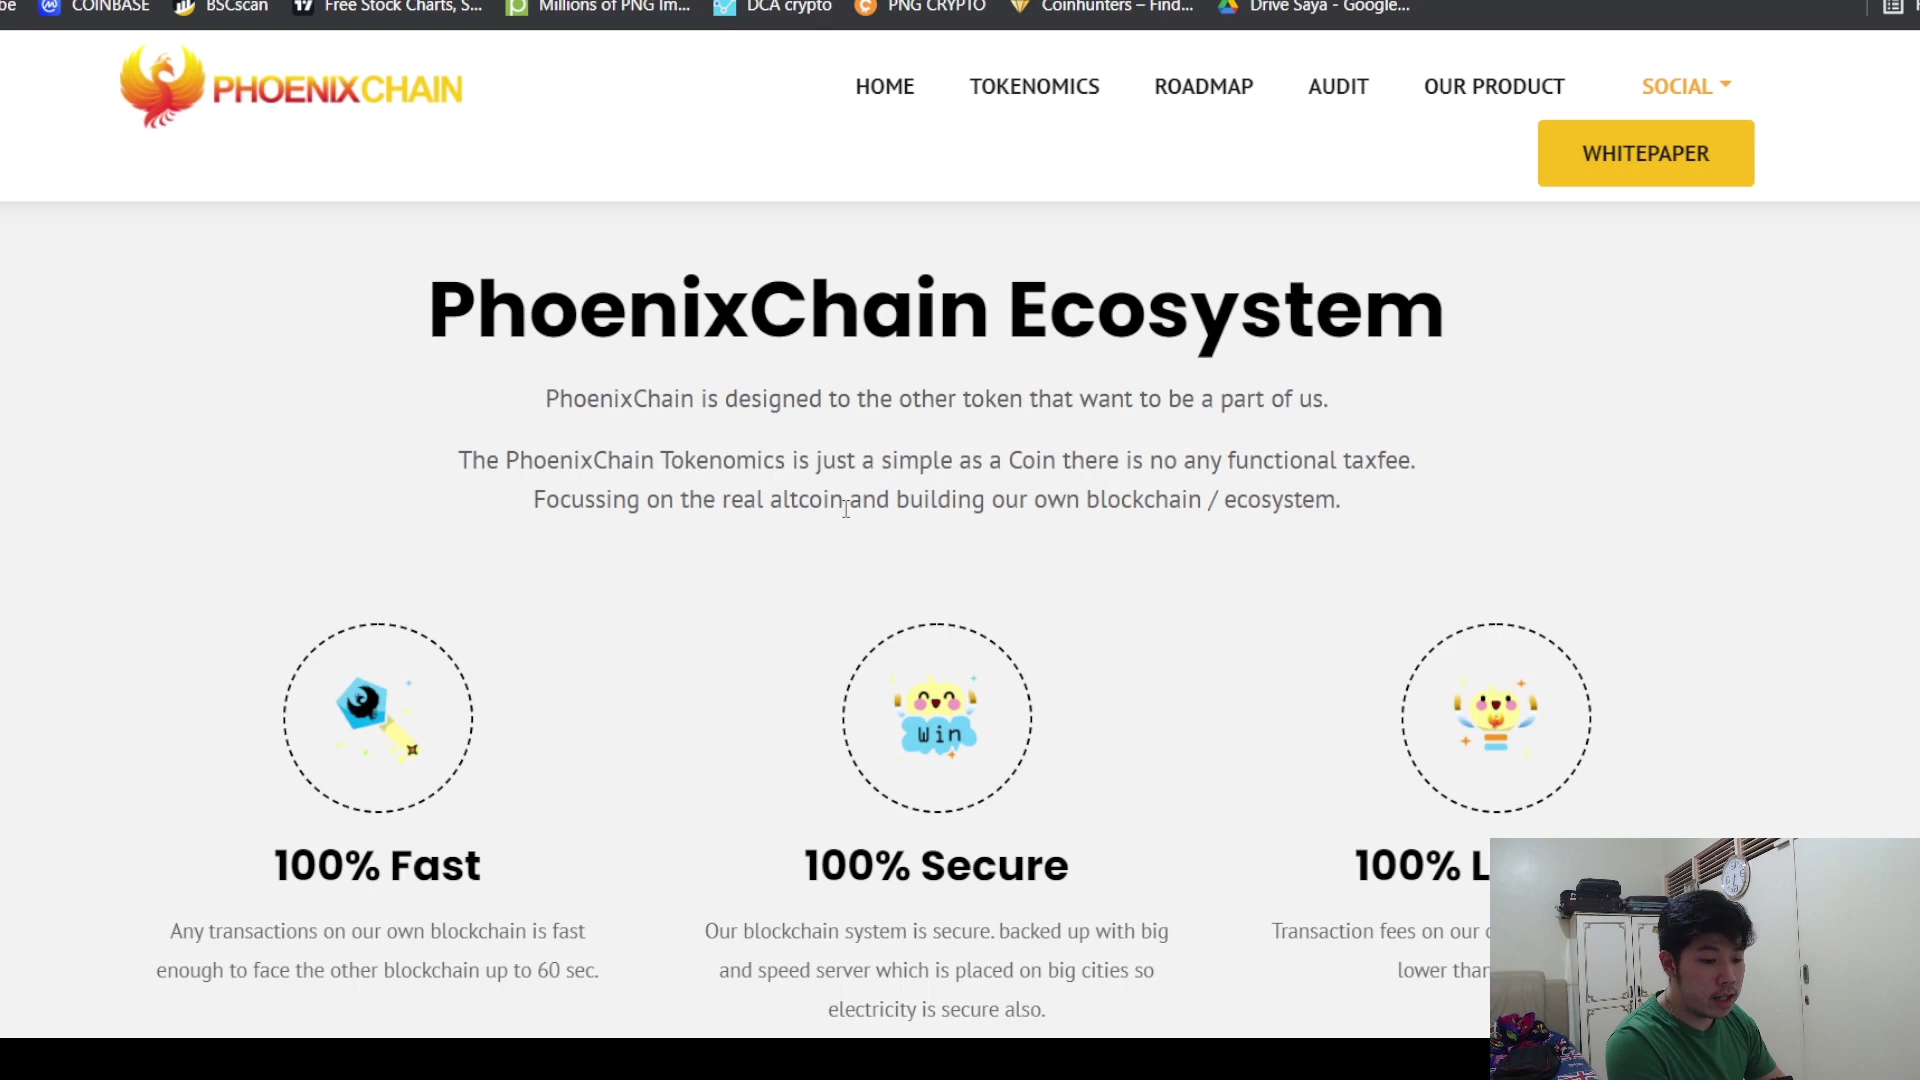 COINBASE BSCscan Free Stock Charts, S... Millions of PNG Im... DCA crypto PNG CRYPTO Coinhunters – Find... Drive Saya - Google...
PHOENIXCHAIN
HOME TOKENOMICS ROADMAP AUDIT OUR PRODUCT SOCIAL
WHITEPAPER
PhoenixChain Ecosystem
PhoenixChain is designed to the other token that want to be a part of us.
The PhoenixChain Tokenomics is just a simple as a Coin there is no any functional taxfee.
Focussing on the real altcoin and building our own blockchain / ecosystem.
Win
100% Fast
Any transactions on our own blockchain is fast
enough to face the other blockchain up to 60 sec.
100% Secure
Our blockchain system is secure. backed up with big
and speed server which is placed on big cities so
electricity is secure also.
100% L
Transaction fees on our
lower than